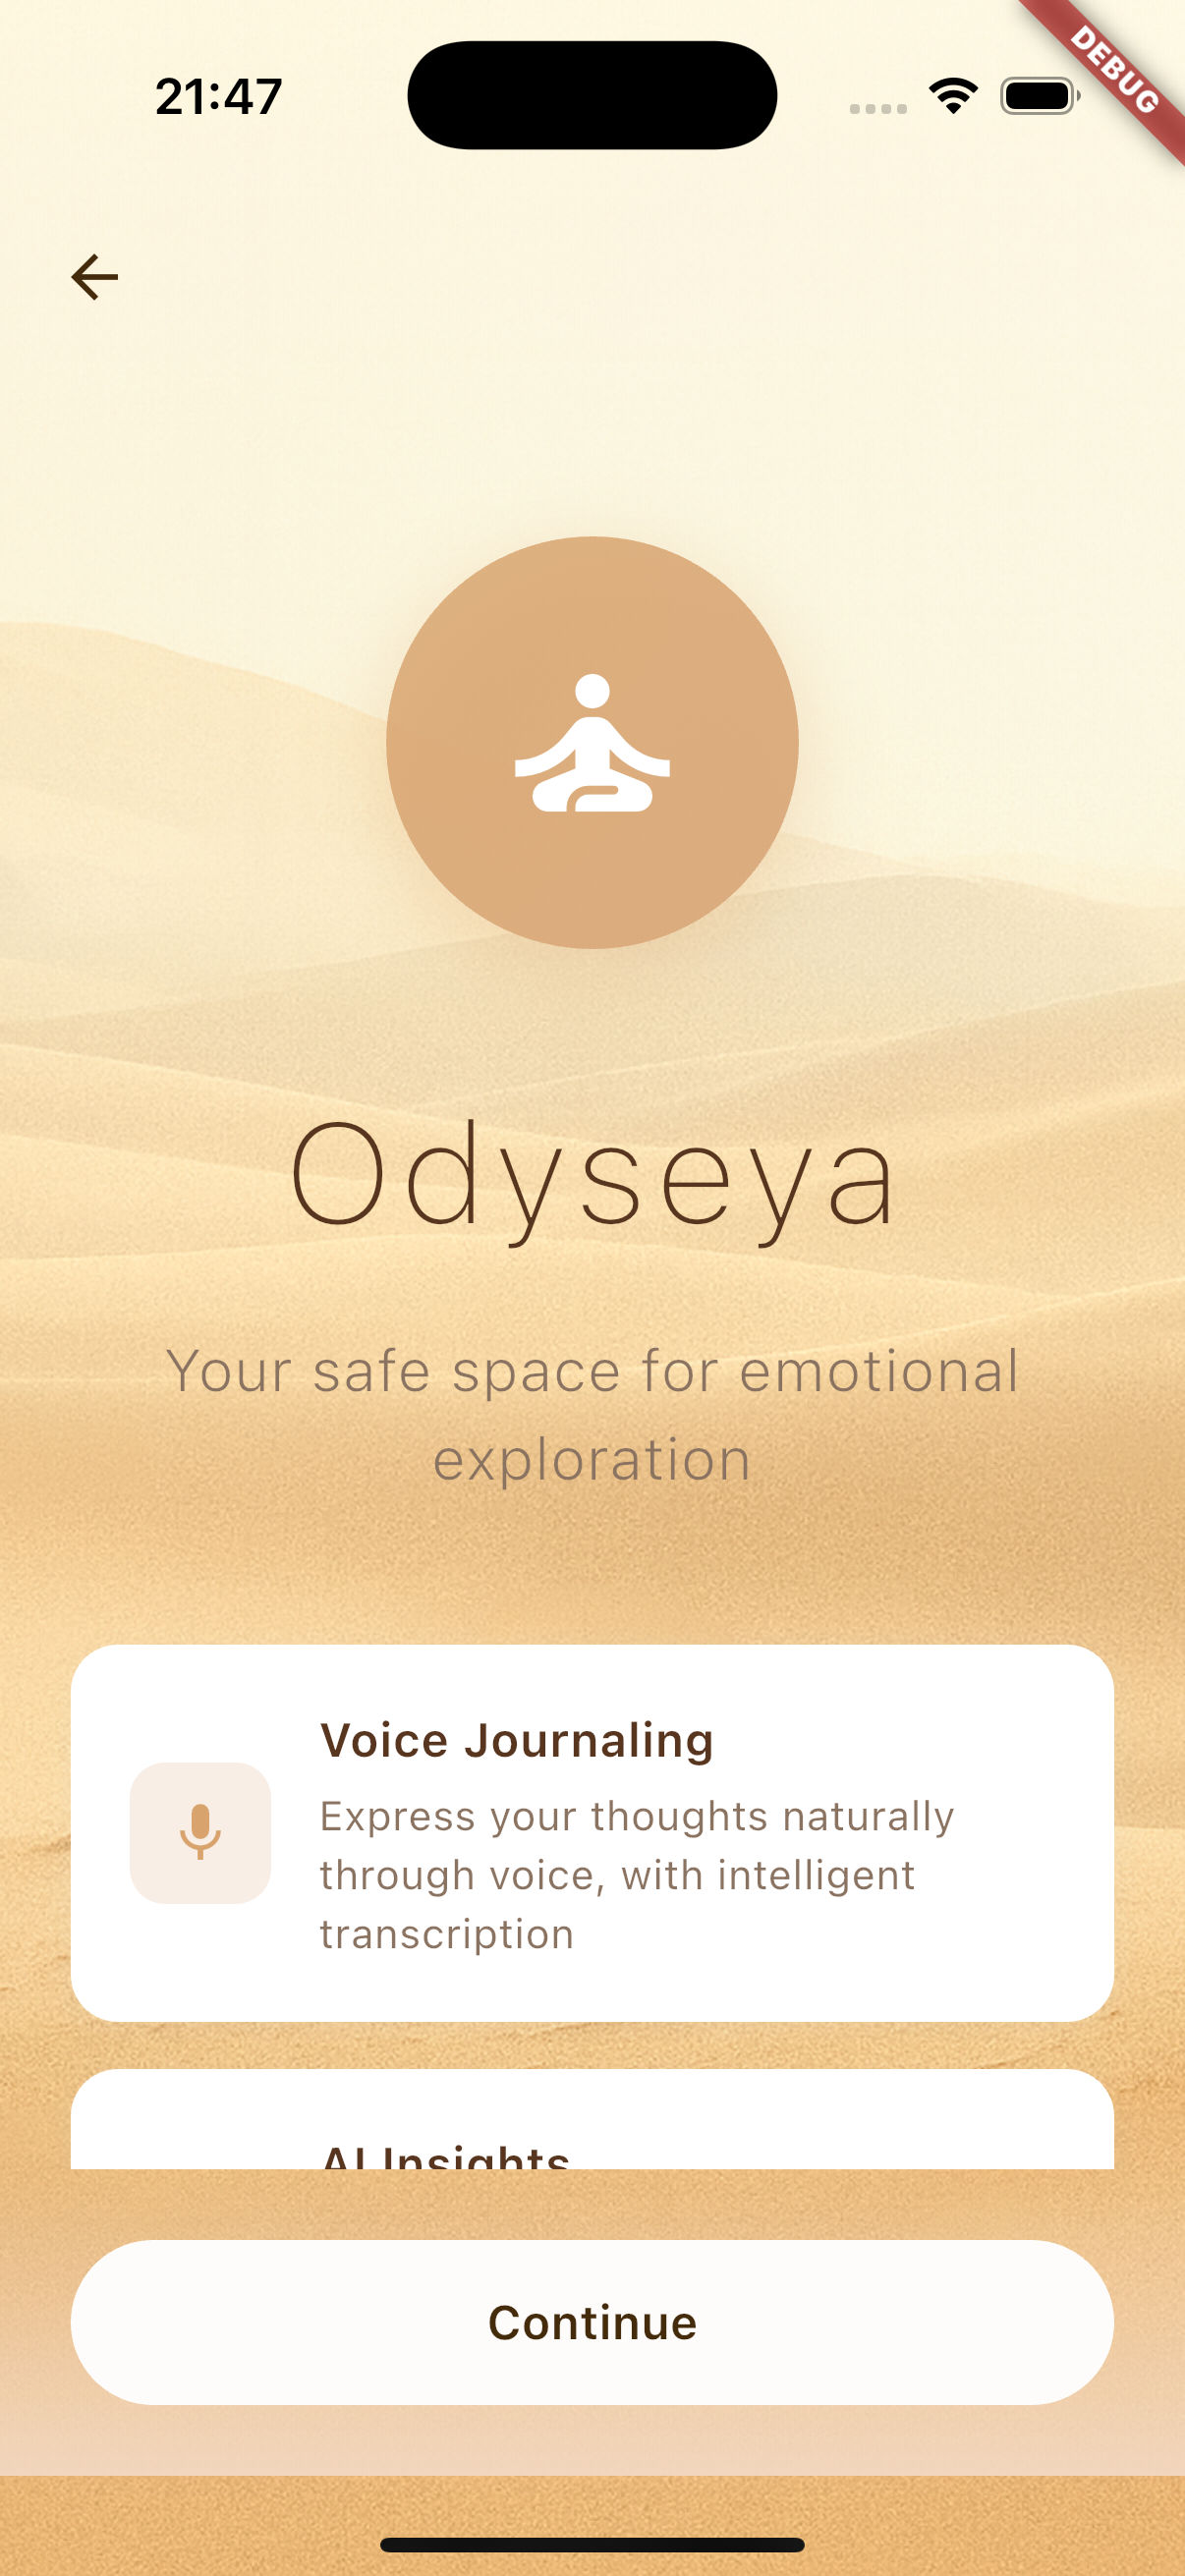 21:47
DEBUG
Odyseya
Your safe space for emotional
exploration
Voice Journaling
Express your thoughts naturally
through voice, with intelligent
transcription
AI Insights
Continue